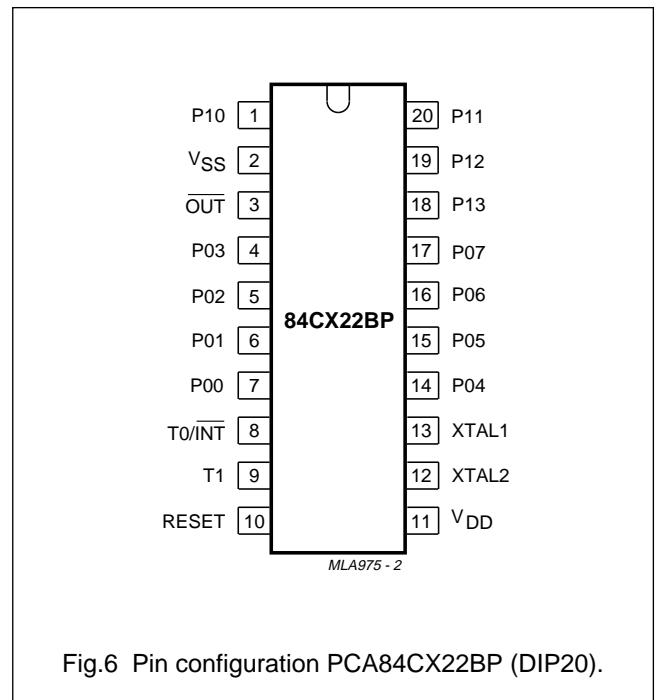 P10 1 20 P11
VSS 2 19 P12
OUT 3 18 P13
P03 4 17 P07
P02 5 16 P06
84CX22BP
P01 6 15 P05
P00 7 14 P04
T0/INT 8 13 XTAL1
T1 9 12 XTAL2
RESET 10 11 VDD
MLA975 - 2
Fig.6 Pin configuration PCA84CX22BP (DIP20).